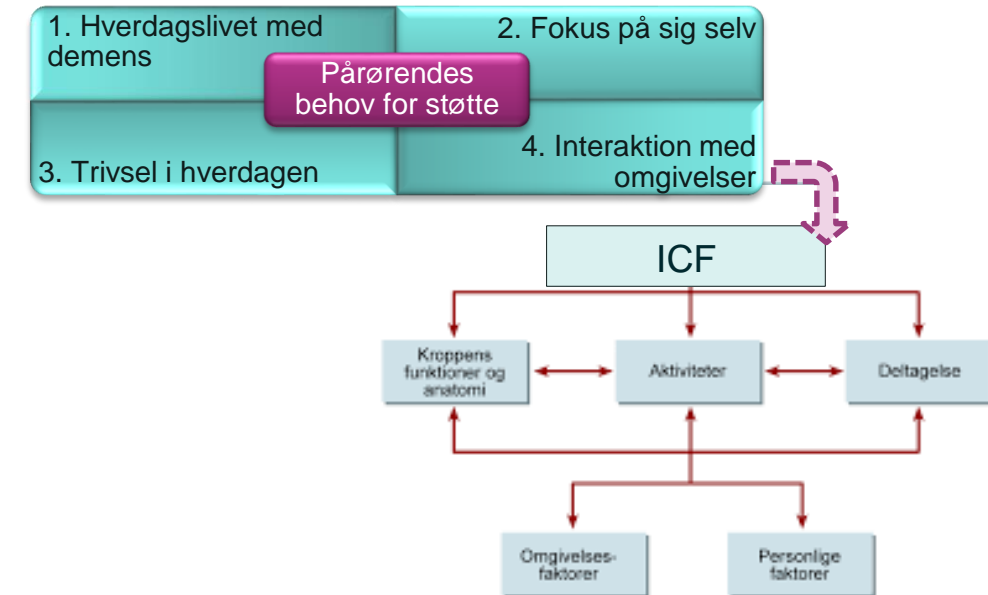 1. Hverdagslivet med
demens
2. Fokus på sig selv
Pårørendes
behov for støtte
3. Trivsel i hverdagen
4. Interaktion med
omgivelser
ICF
Kroppens
funktioner og
anatomi
Aktiviteter
Deltagelse
Omgivelses-
faktorer
Personlige
faktorer